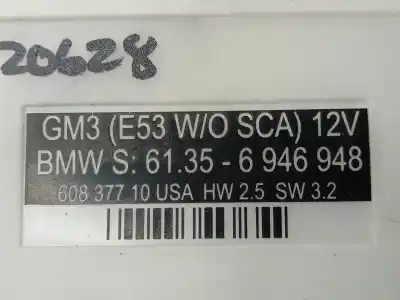 20628
GM3 (E53 W/O SCA) 12V
BMW S: 61.35 - 6 946 948
608 377 10 USA HW 2.5 SW 3.2